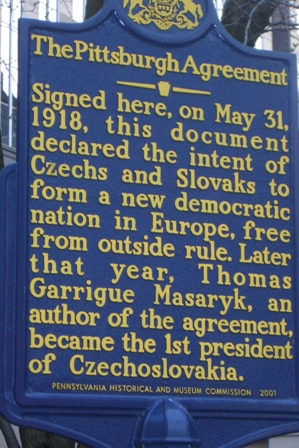 The Pittsburgh Agreement
Signed here, on May 31,
1918, this document
declared the intent of
Czechs and Slovaks to
form a new democratic
nation in Europe, free
from outside rule. Later
that year, Thomas
Garrigue Masaryk, an
author of the agreement,
became the 1st president
of Czechoslovakia.
PENNSYLVANIA HISTORICAL AND MUSEUM COMMISSION 2001